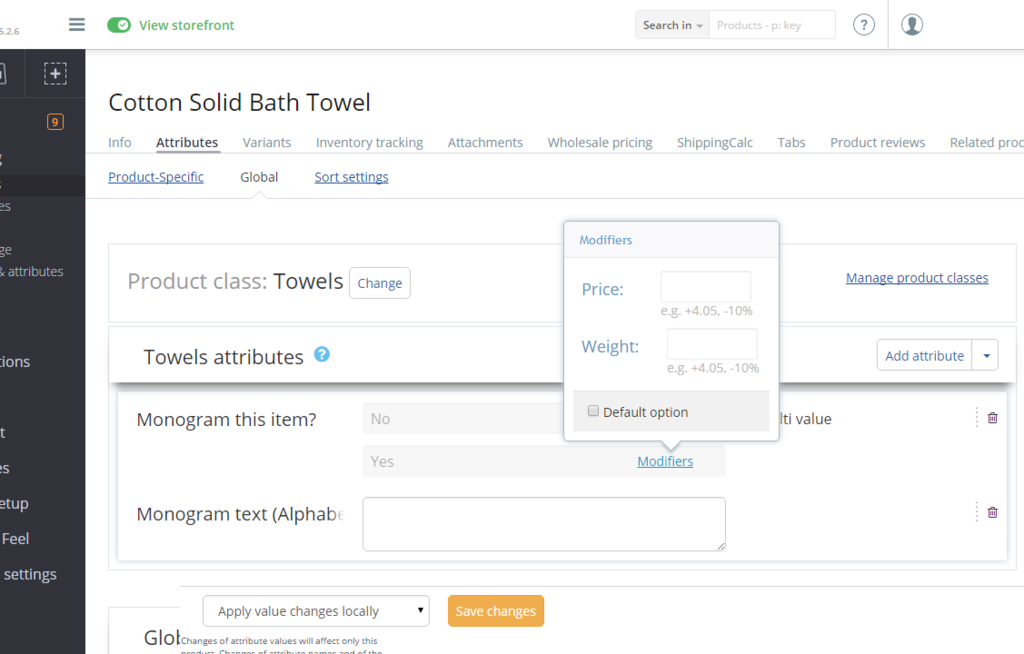 5.2.6
View storefront
Search in
Products - p: key
?
9
Cotton Solid Bath Towel
Info Attributes Variants Inventory tracking Attachments Wholesale pricing ShippingCalc Tabs Product reviews Related proc
Product-Specific Global Sort settings
es
ge
& attributes
tions
t
es
etup
Feel
settings
Product class: Towels Change
Manage product classes
Modifiers
Price:
e.g. +4.05, -10%
Weight:
e.g. +4.05, -10%
Default option
Towels attributes ?
Add attribute
Monogram this item? No
lti value
Yes Modifiers
Monogram text (Alphabe
Apply value changes locally Save changes
Glob
Changes of attribute values will affect only this
product. Changes of attribute names and of the